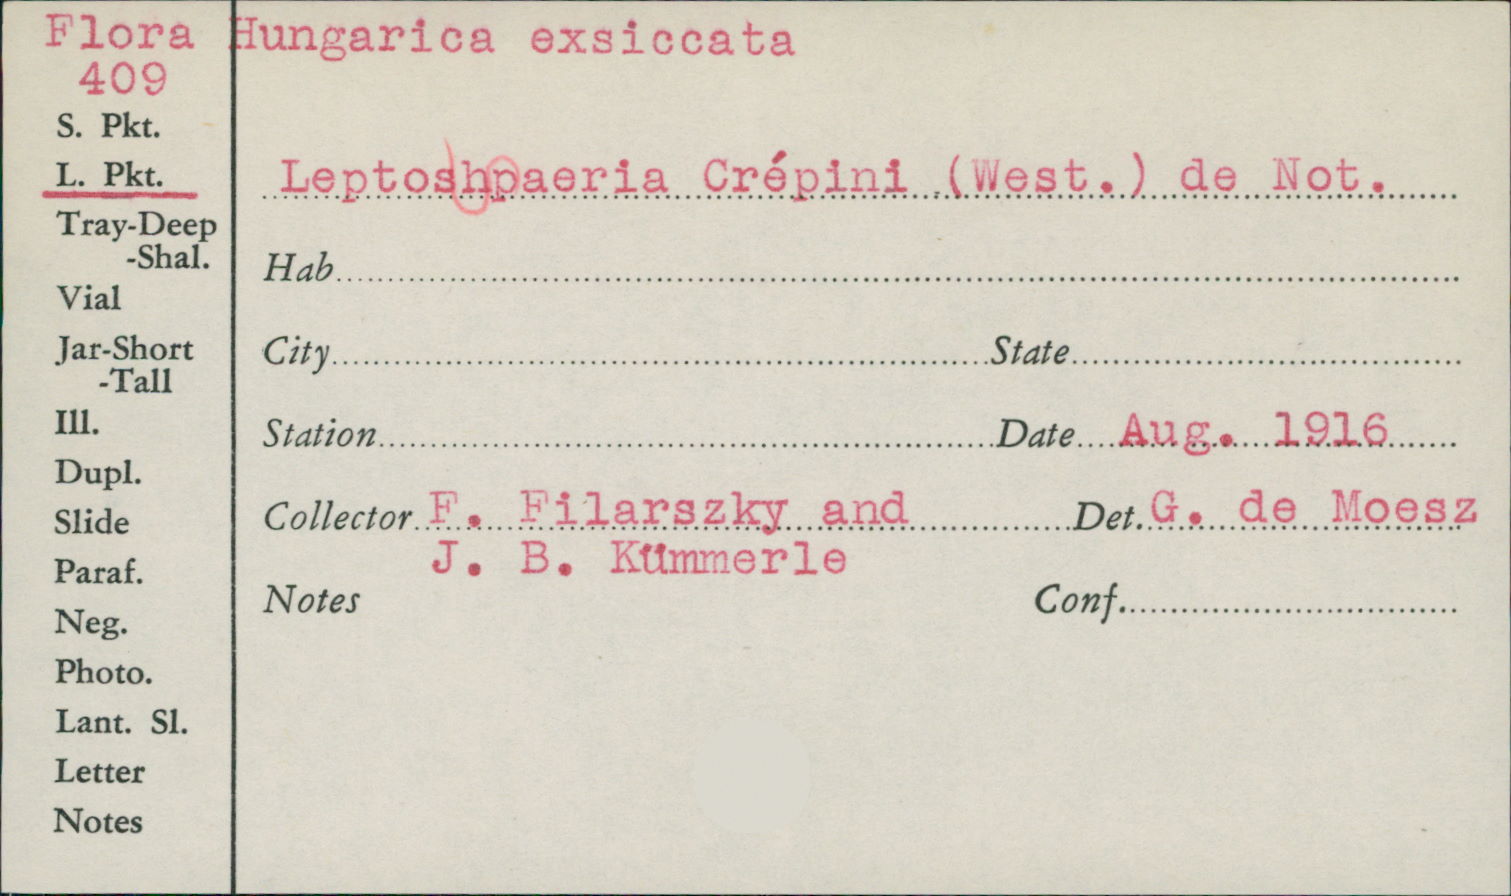 Flora Hungarica exsiccata
409
S. Pkt.
L. Pkt.
Leptoshpaeria Crépini (West.) de Not.
Tray-Deep
-Shal.
Hab
Vial
Jar-Short
-Tall
City State
Ill.
Station Date Aug. 1916
Dupl.
Slide
Collector F. Filarszky and Det. G. de Moesz
J. B. Kümmerle
Paraf.
Notes Conf.
Neg.
Photo.
Lant. Sl.
Letter
Notes